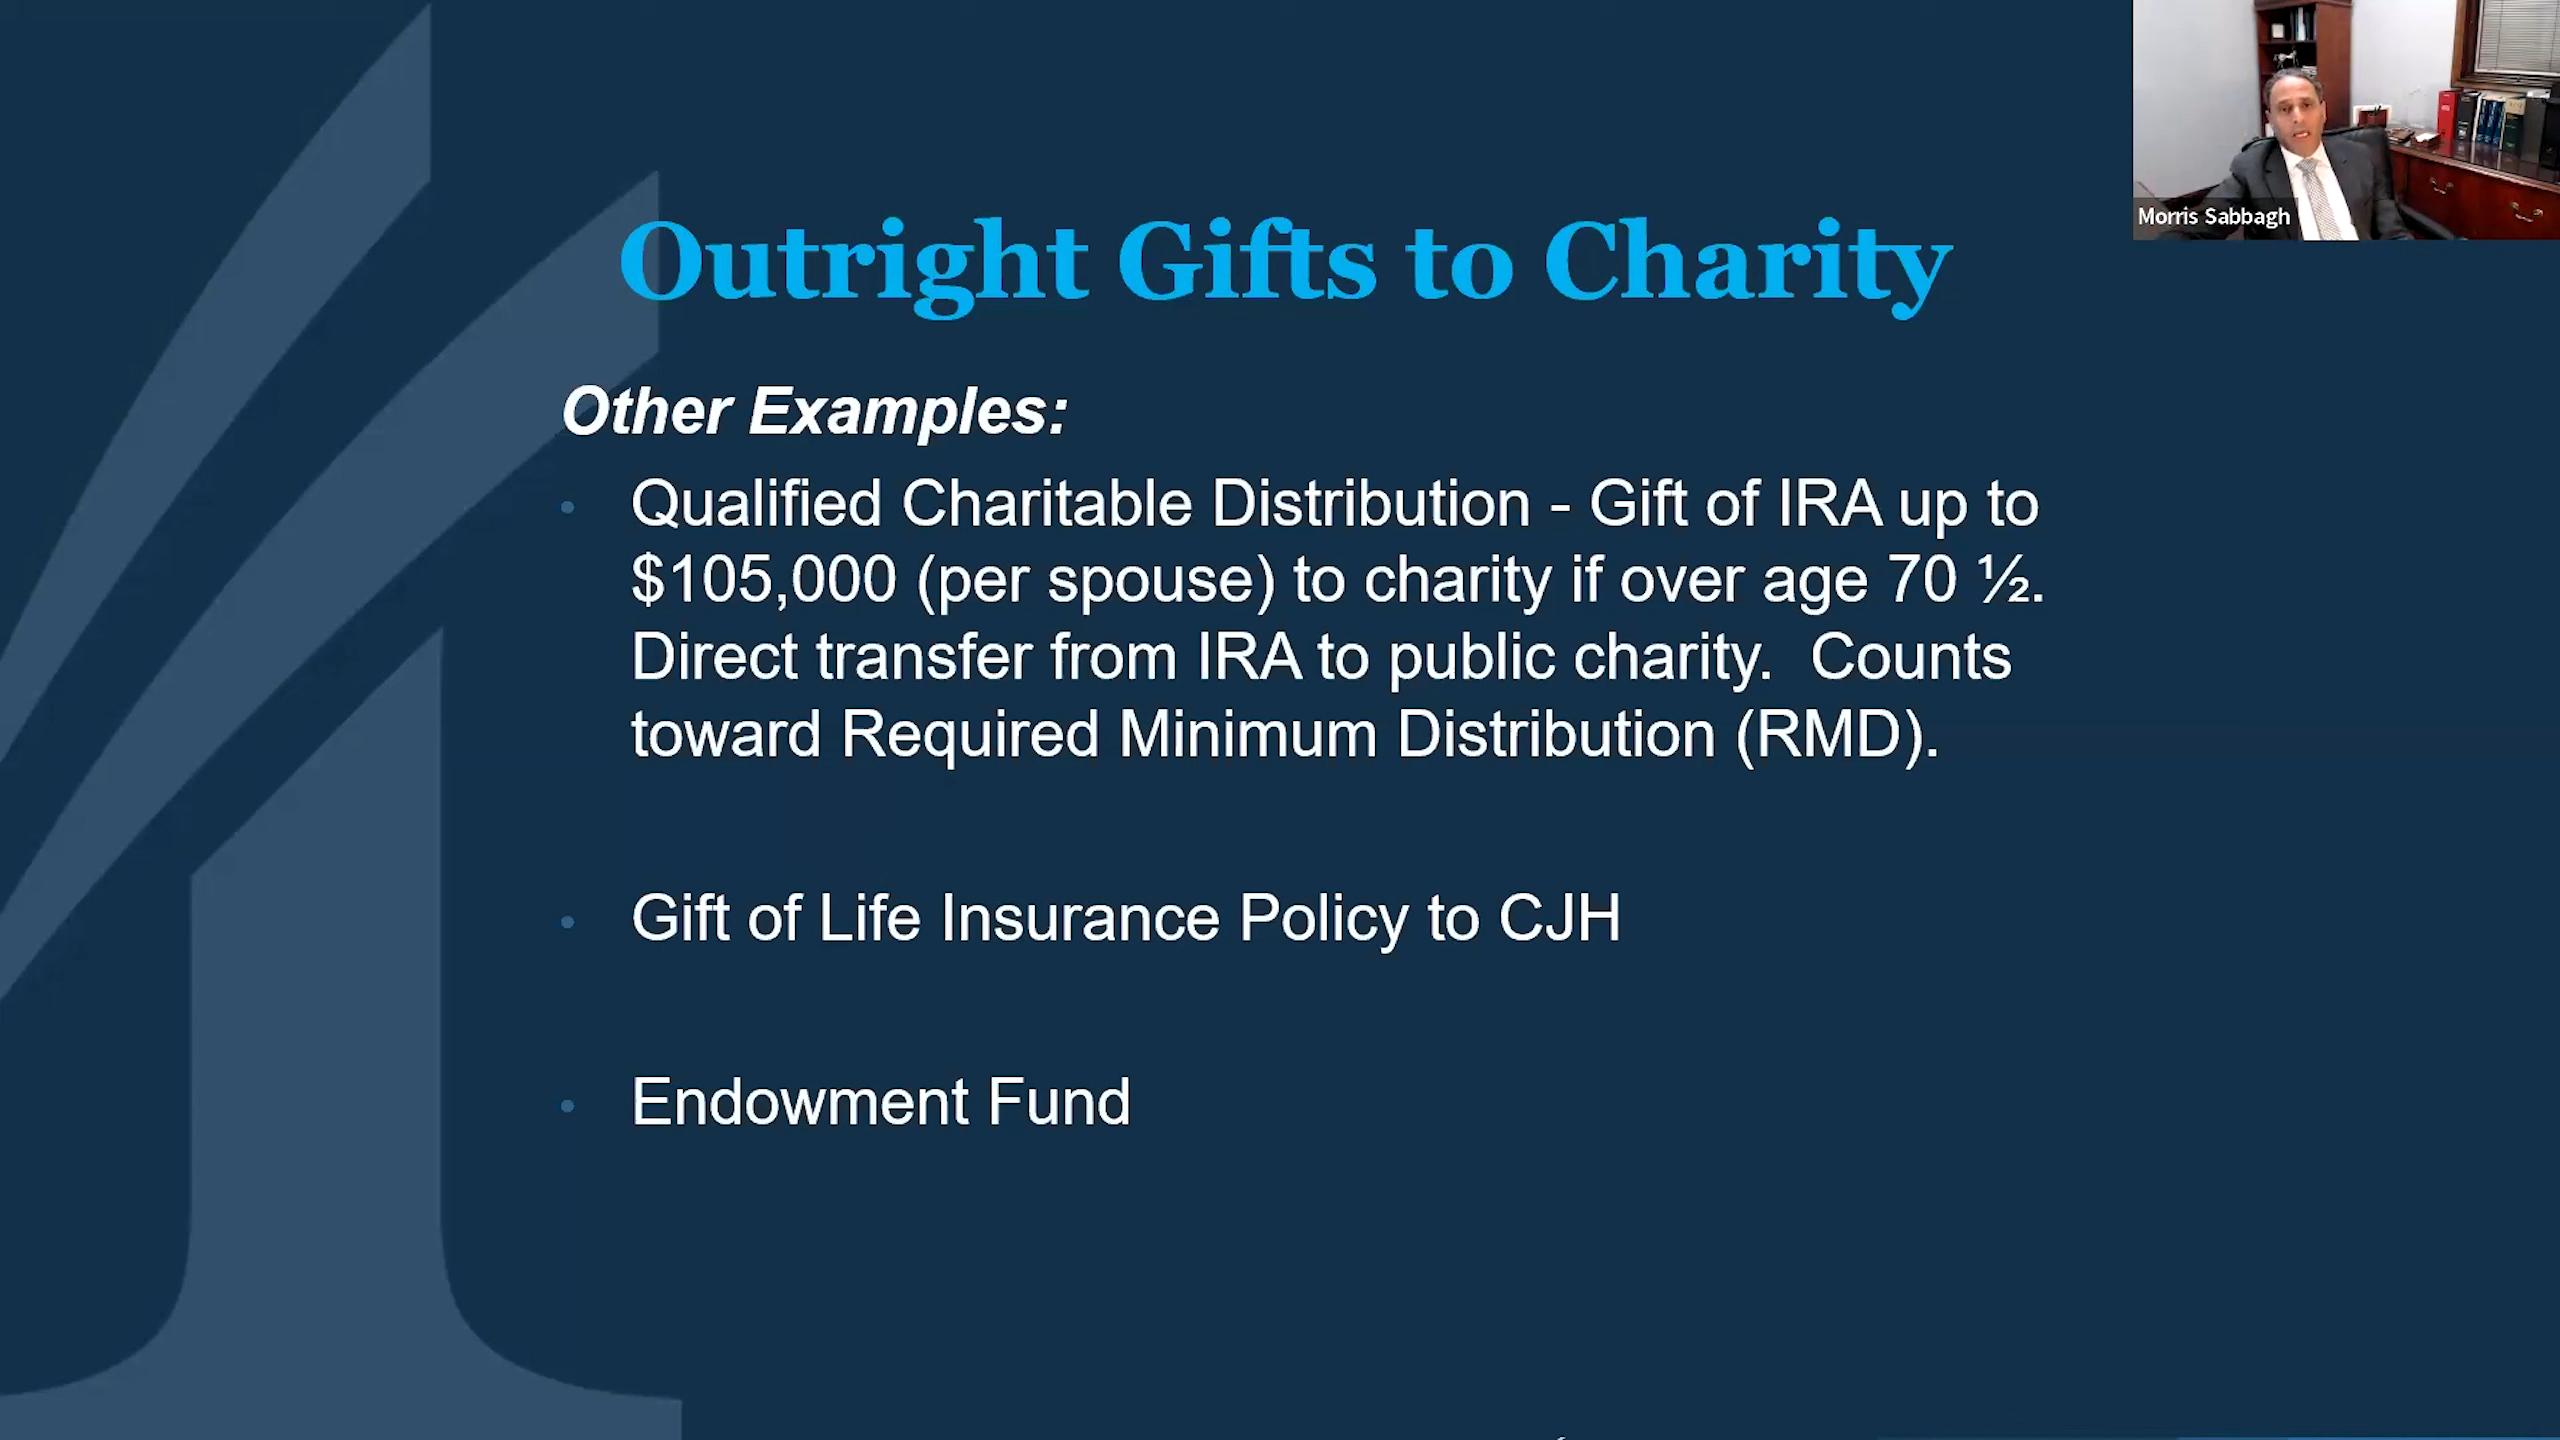 Morris Sabbagh
Outright Gifts to Charity
Other Examples:
• Qualified Charitable Distribution - Gift of IRA up to
$105,000 (per spouse) to charity if over age 70 ½.
Direct transfer from IRA to public charity.  Counts
toward Required Minimum Distribution (RMD).
• Gift of Life Insurance Policy to CJH
• Endowment Fund